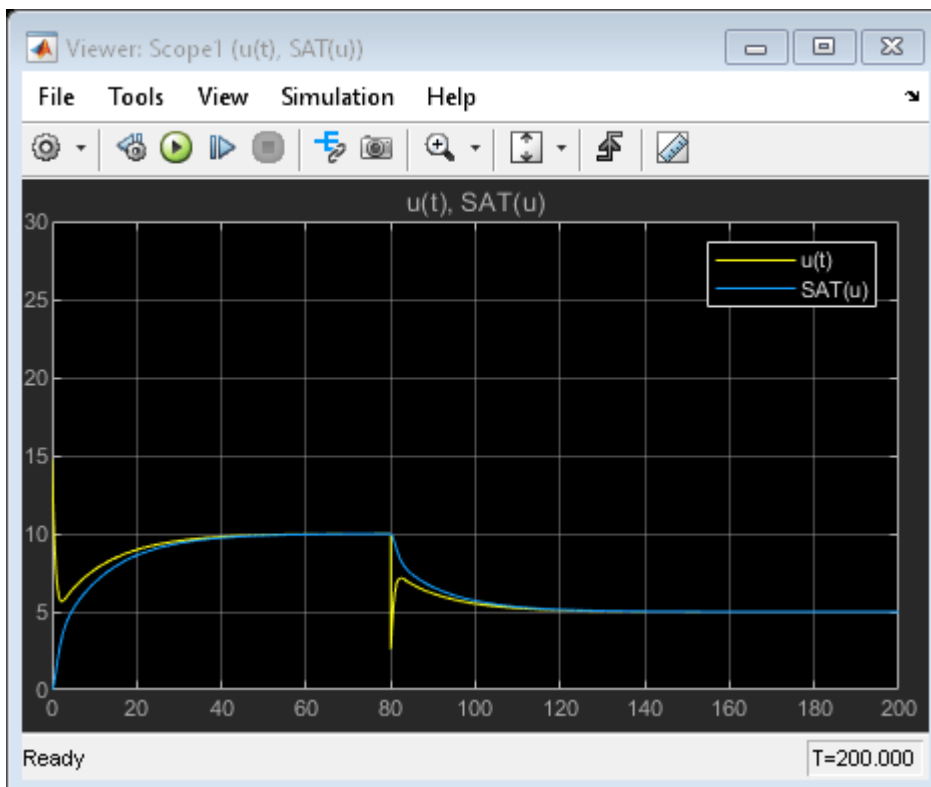 Viewer: Scope1 (u(t), SAT(u))
File Tools View Simulation Help
u(t), SAT(u)
30
25
20
15
10
5
0
u(t)
SAT(u)
0 20 40 60 80 100 120 140 160 180 200
Ready T=200.000